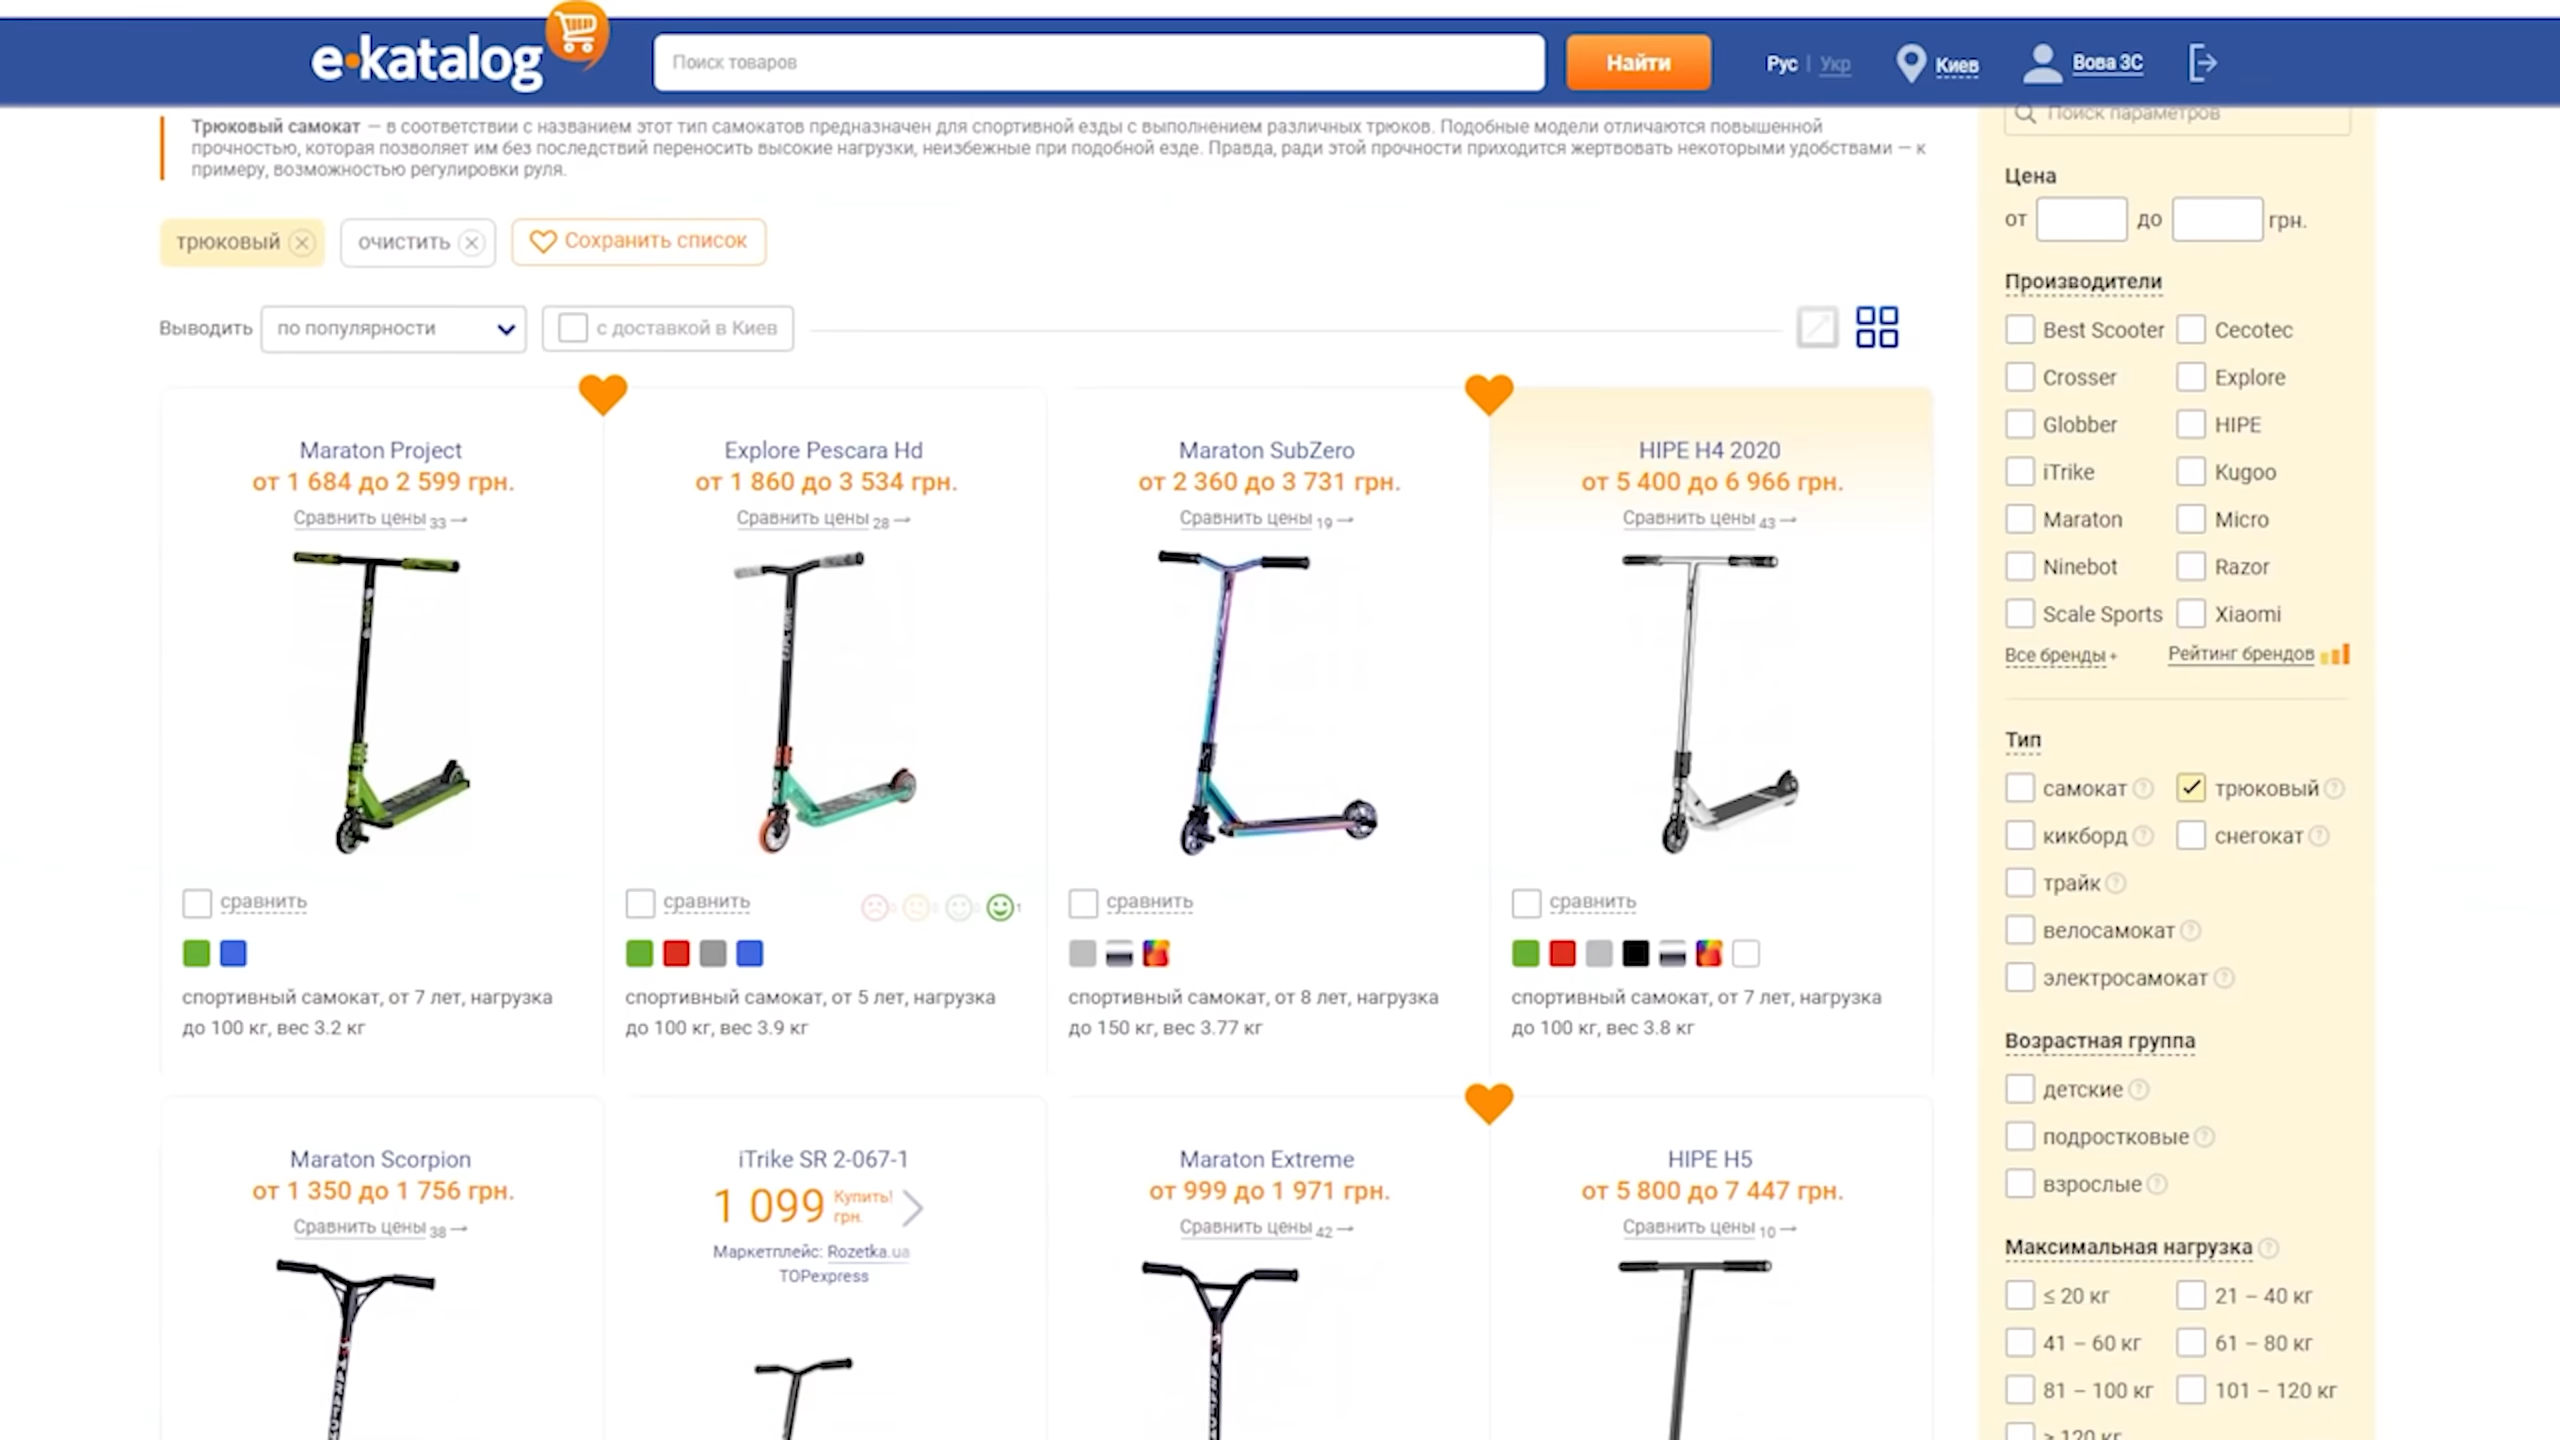 e·katalog
Поиск товаров
Найти
Рус | Укр
Киев
Вова ЗС
Трюковый самокат — в соответствии с названием этот тип самокатов предназначен для спортивной езды с выполнением различных трюков. Подобные модели отличаются повышенной
прочностью, которая позволяет им без последствий переносить высокие нагрузки, неизбежные при подобной езде. Правда, ради этой прочности приходится жертвовать некоторыми удобствами — к
примеру, возможностью регулировки руля.
трюковый
очистить
Сохранить список
Выводить
по популярности
с доставкой в Киев
Maraton Project
от 1 684 до 2 599 грн.
Сравнить цены 33 →
сравнить
спортивный самокат, от 7 лет, нагрузка
до 100 кг, вес 3.2 кг
Explore Pescara Hd
от 1 860 до 3 534 грн.
Сравнить цены 28 →
сравнить
1
спортивный самокат, от 5 лет, нагрузка
до 100 кг, вес 3.9 кг
Maraton SubZero
от 2 360 до 3 731 грн.
Сравнить цены 19 →
сравнить
спортивный самокат, от 8 лет, нагрузка
до 150 кг, вес 3.77 кг
HIPE H4 2020
от 5 400 до 6 966 грн.
Сравнить цены 43 →
сравнить
спортивный самокат, от 7 лет, нагрузка
до 100 кг, вес 3.8 кг
Maraton Scorpion
от 1 350 до 1 756 грн.
Сравнить цены 38 →
iTrike SR 2-067-1
1 099 Купить!
грн.
Маркетплейс: Rozetka.ua
TOPexpress
Maraton Extreme
от 999 до 1 971 грн.
Сравнить цены 42 →
HIPE H5
от 5 800 до 7 447 грн.
Сравнить цены 10 →
Поиск параметров
Цена
от до грн.
Производители
Best Scooter Cecotec
Crosser Explore
Globber HIPE
iTrike Kugoo
Maraton Micro
Ninebot Razor
Scale Sports Xiaomi
Все бренды + Рейтинг брендов
Тип
самокат ? трюковый ?
кикборд ? снегокат ?
трайк ?
велосамокат ?
электросамокат ?
Возрастная группа
детские ?
подростковые ?
взрослые ?
Максимальная нагрузка ?
≤ 20 кг 21 – 40 кг
41 – 60 кг 61 – 80 кг
81 – 100 кг 101 – 120 кг
> 120 кг